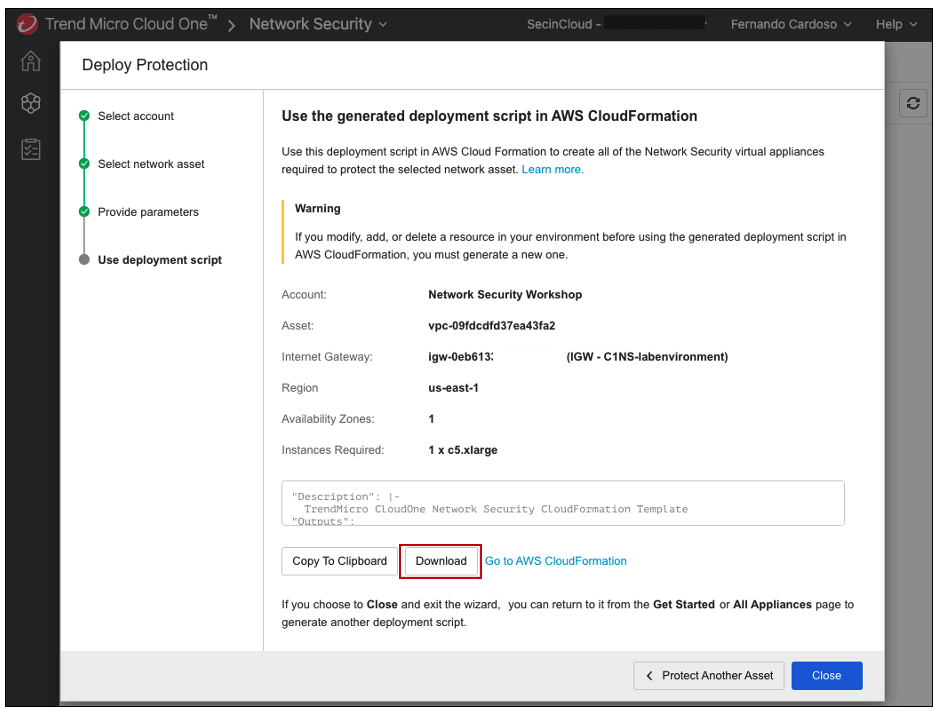 Trend Micro Cloud One™ > Network Security
SecinCloud -
Fernando Cardoso
Help
Deploy Protection
Select account
Select network asset
Provide parameters
Use deployment script
Use the generated deployment script in AWS CloudFormation
Use this deployment script in AWS Cloud Formation to create all of the Network Security virtual appliances
required to protect the selected network asset. Learn more.
Warning
If you modify, add, or delete a resource in your environment before using the generated deployment script in
AWS CloudFormation, you must generate a new one.
Account: Network Security Workshop
Asset: vpc-09fdcdfd37ea43fa2
Internet Gateway: igw-0eb613 (IGW - C1NS-labenvironment)
Region us-east-1
Availability Zones: 1
Instances Required: 1 x c5.xlarge
"Description": |-
TrendMicro CloudOne Network Security CloudFormation Template
"Outputs":
Copy To Clipboard Download Go to AWS CloudFormation
If you choose to Close and exit the wizard, you can return to it from the Get Started or All Appliances page to
generate another deployment script.
< Protect Another Asset
Close